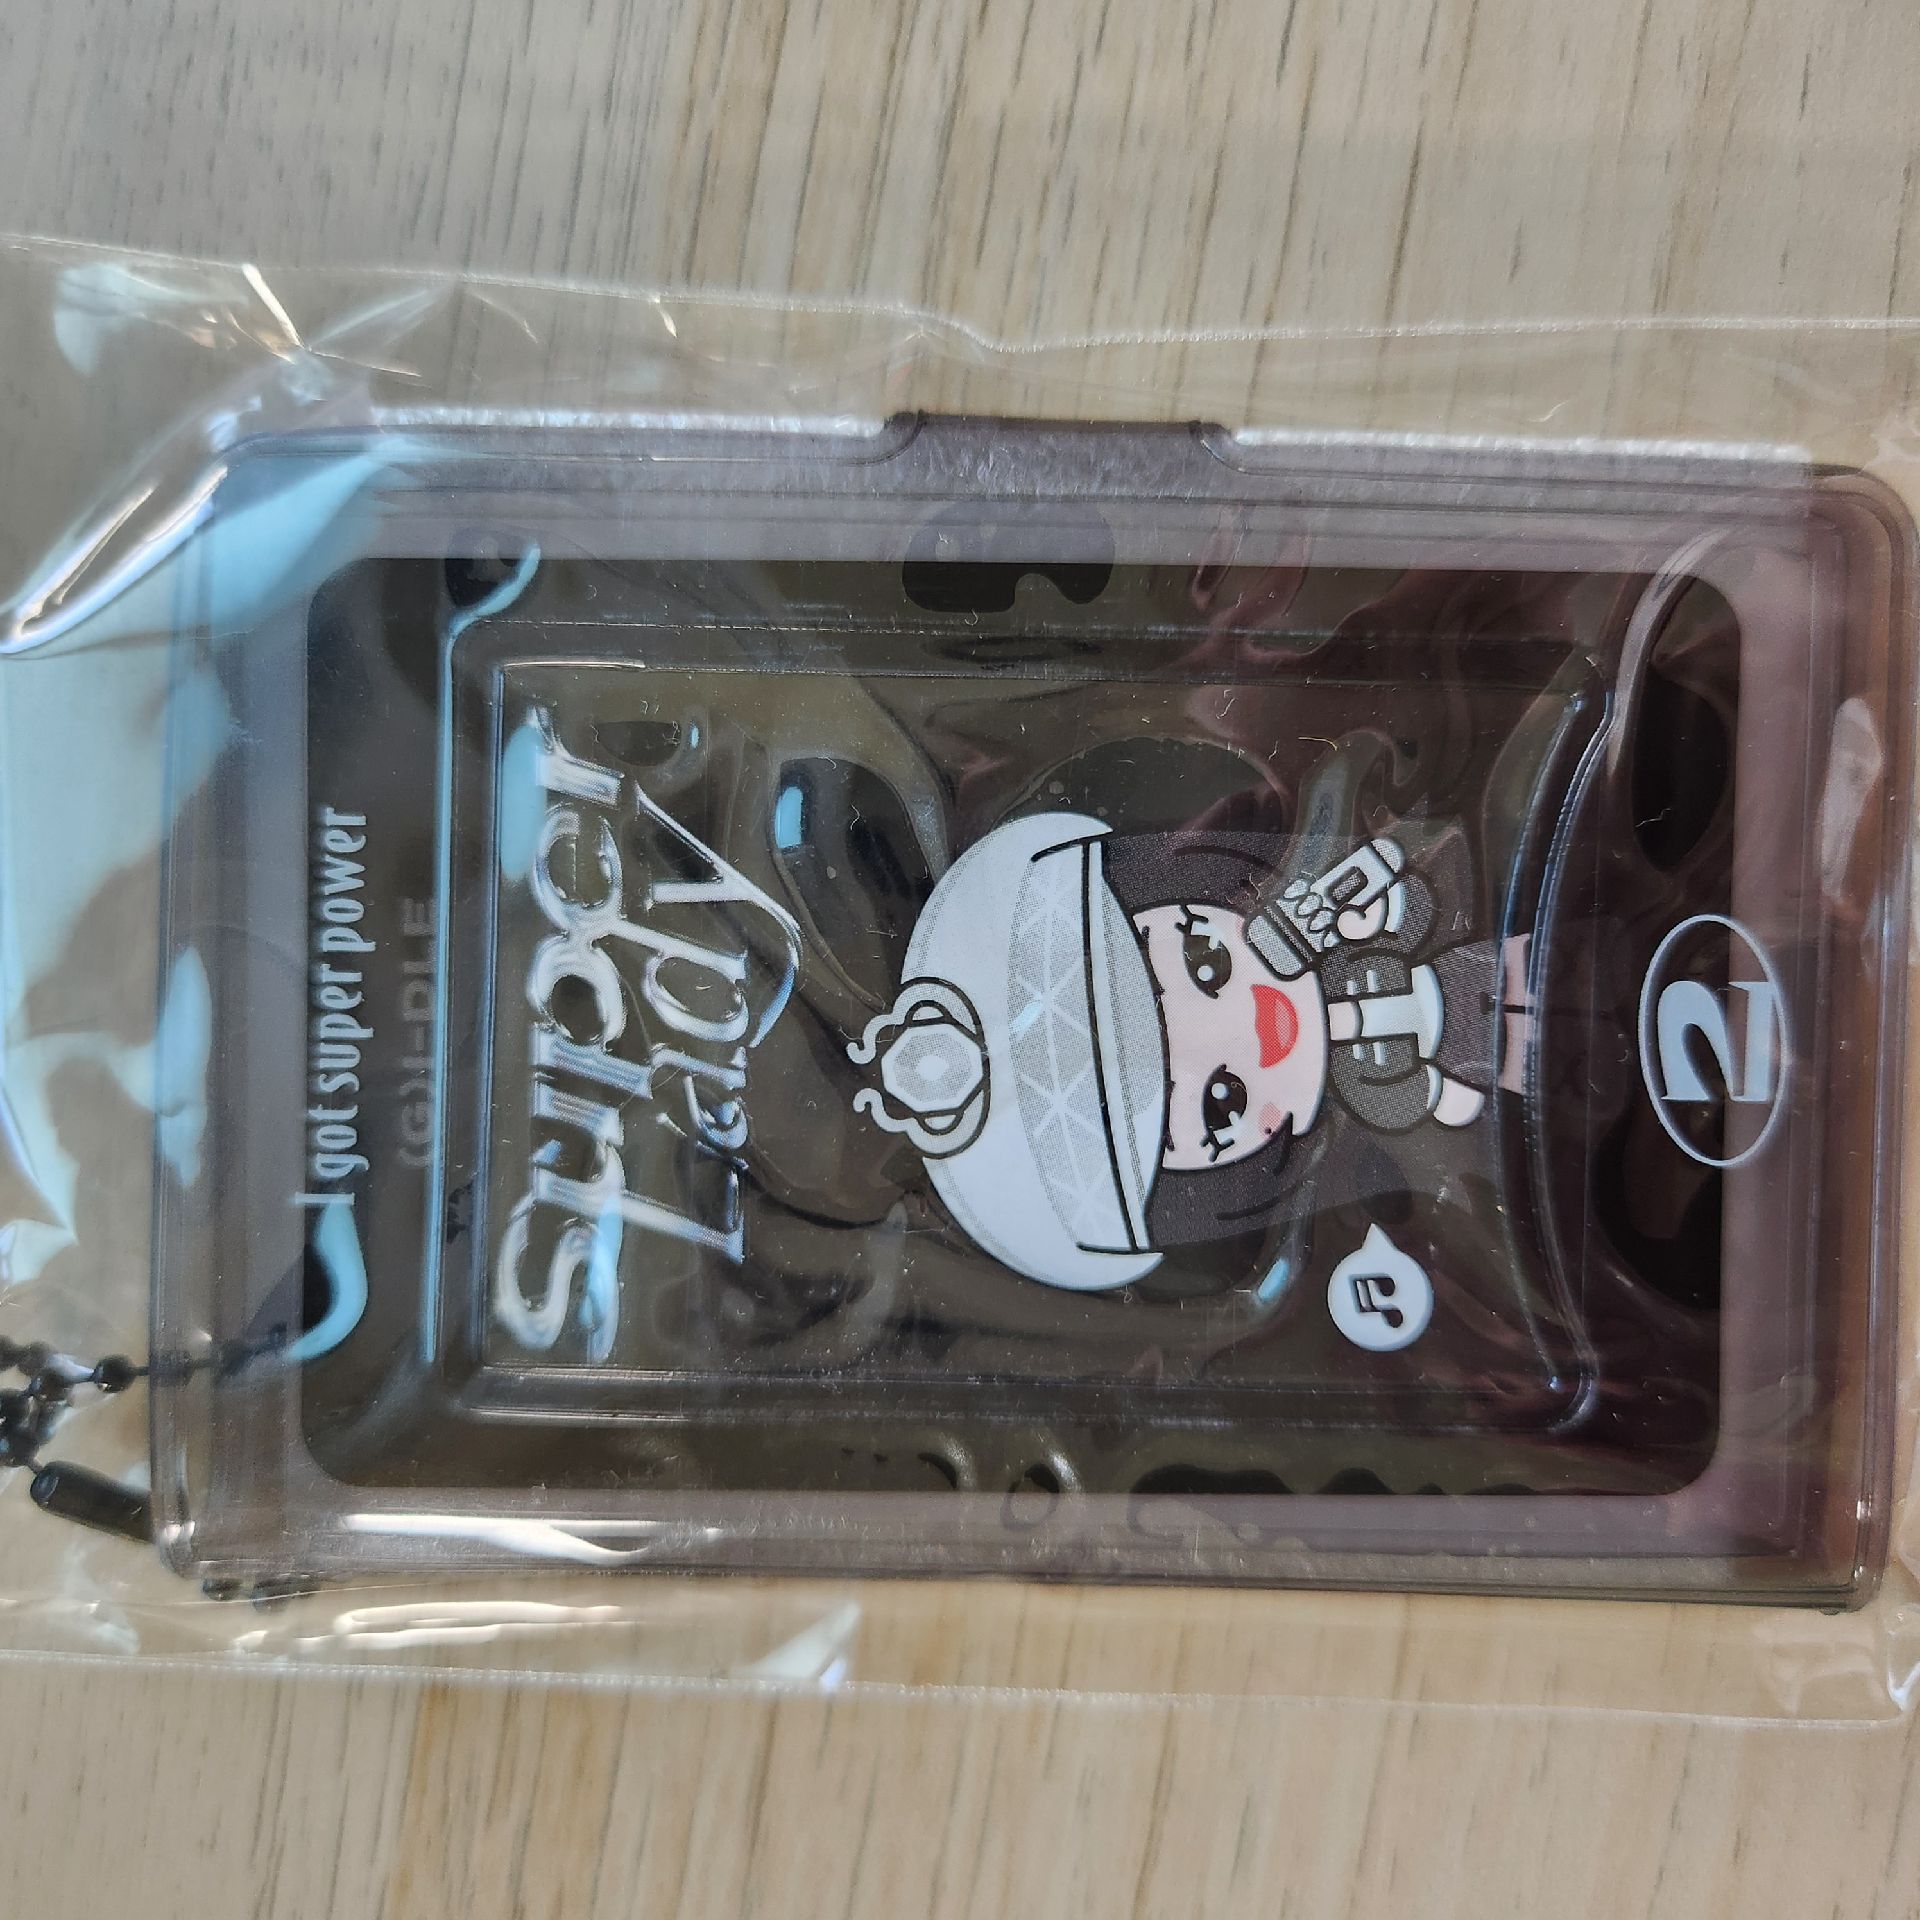 I got super power
(G)I-DLE
Super
Lady
2